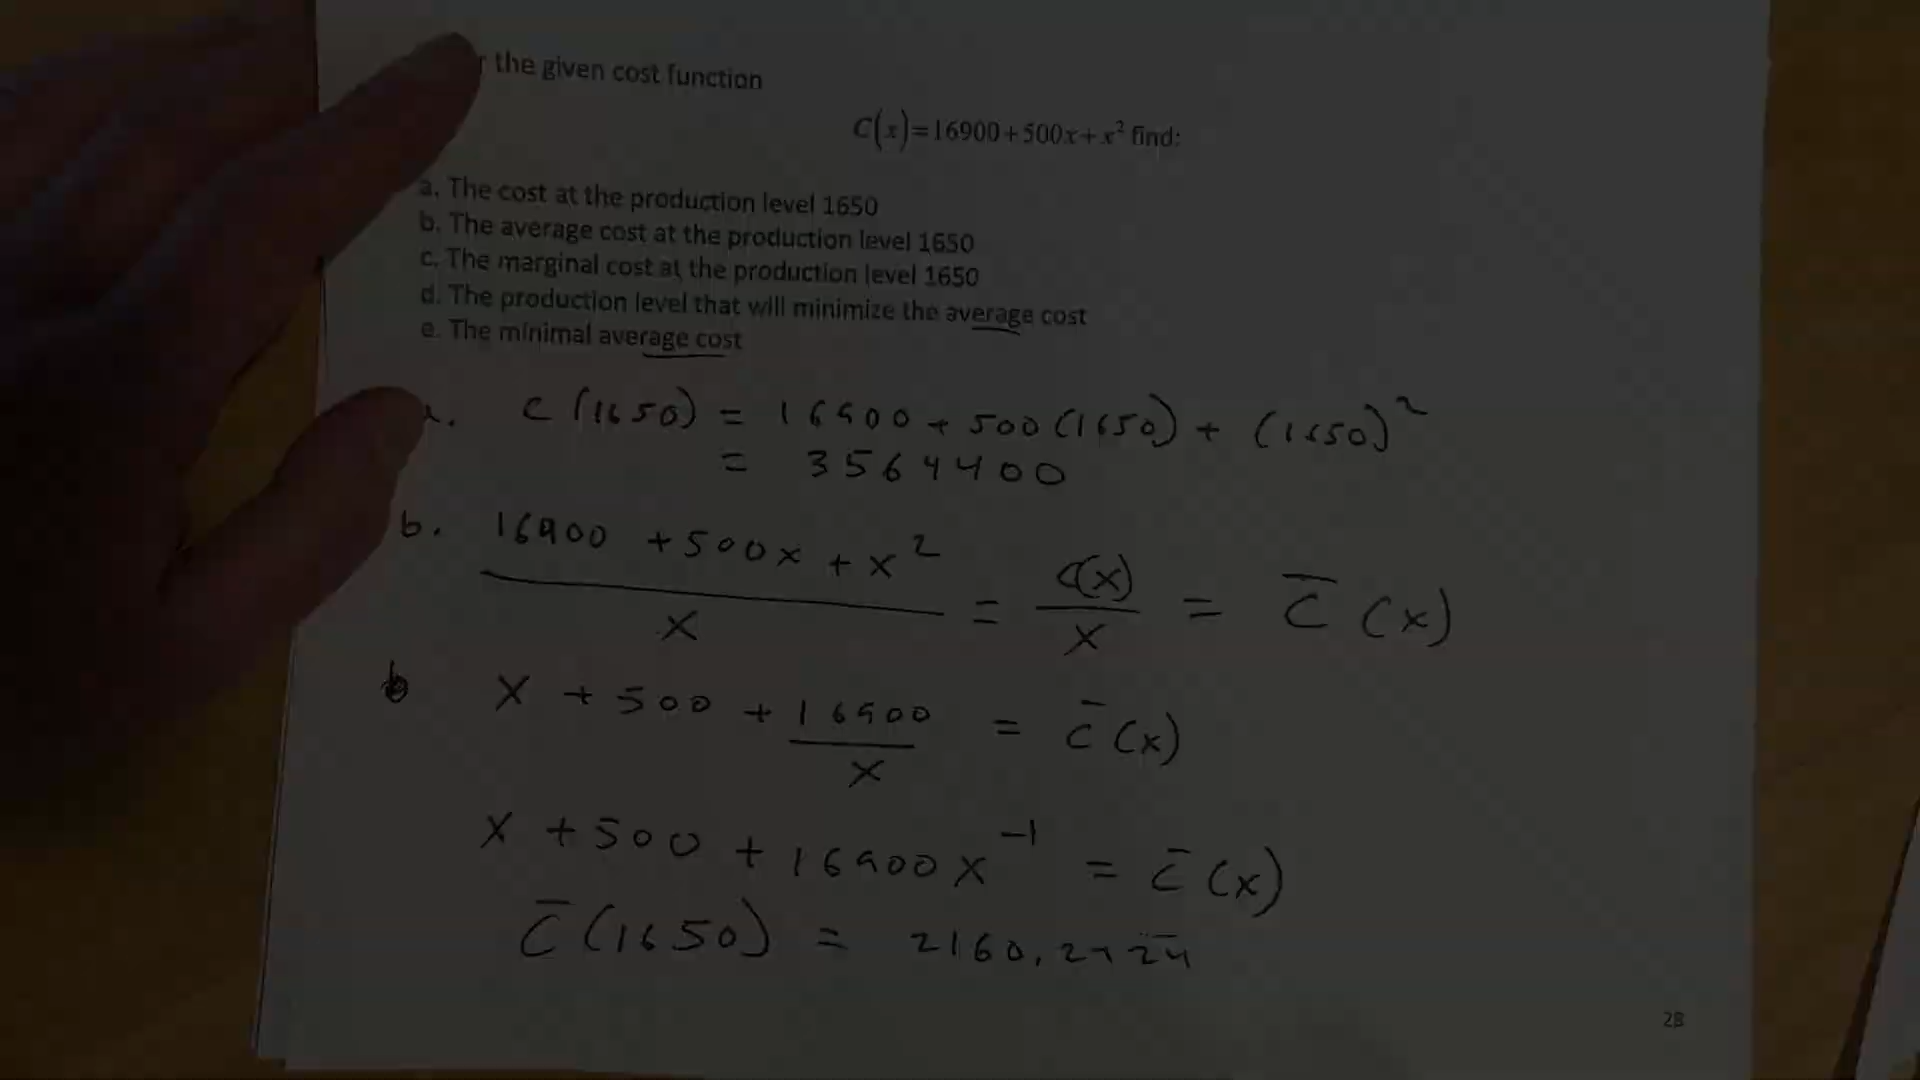 the given cost function
C(x)=16900+500x+x² find:
a. The cost at the production level 1650
b. The average cost at the production level 1650
c. The marginal cost at the production level 1650
d. The production level that will minimize the average cost
e. The minimal average cost
c(1650) = 16900 + 500(1650) + (1650)²
= 3564400
b. (16900 + 500x + x²)/x = C(x)/x = C̄(x)
b x + 500 + 16900/x = c̄(x)
x + 500 + 16900x⁻¹ = c̄(x)
C̄(1650) = 2160.2424
28